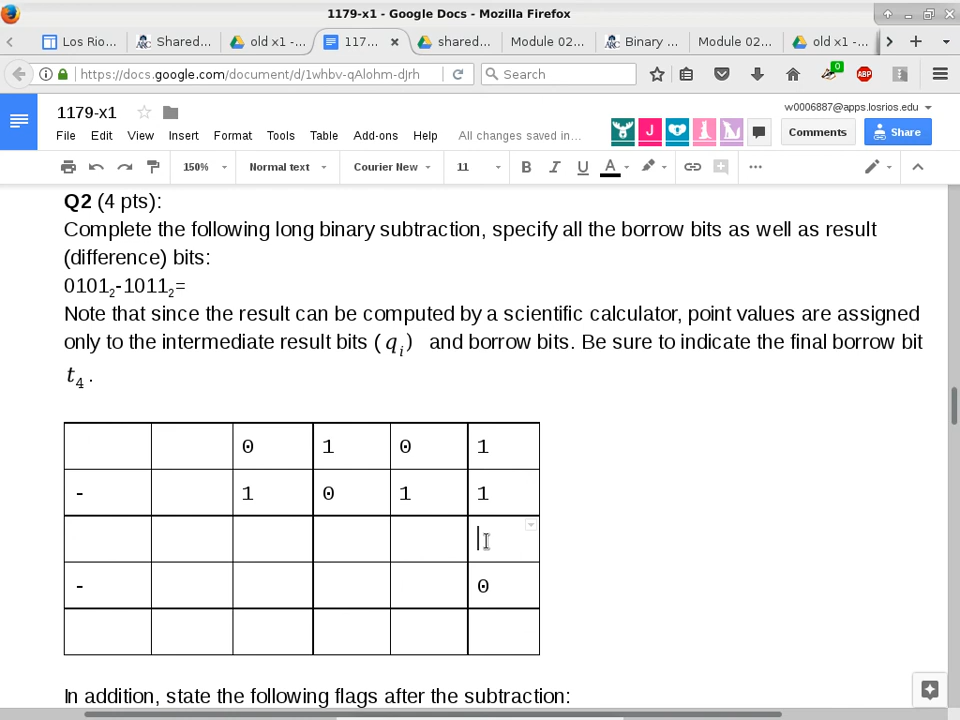 1179-x1 - Google Docs - Mozilla Firefox
Los Rio... Shared... old x1 -... 117... shared... Module 02... Binary ... Module 02... old x1 -...
https://docs.google.com/document/d/1whbv-qAlohm-dJrh Search 0 ABP
1179-x1 w0006887@apps.losrios.edu
File Edit View Insert Format Tools Table Add-ons Help All changes saved in... J Comments Share
150% Normal text Courier New 11 B I U A ...
Q2 (4 pts):
Complete the following long binary subtraction, specify all the borrow bits as well as result
(difference) bits:
0101₂-1011₂=
Note that since the result can be computed by a scientific calculator, point values are assigned
only to the intermediate result bits (qᵢ) and borrow bits. Be sure to indicate the final borrow bit
t₄ .
0 1 0 1
- 1 0 1 1
- 0
In addition, state the following flags after the subtraction: